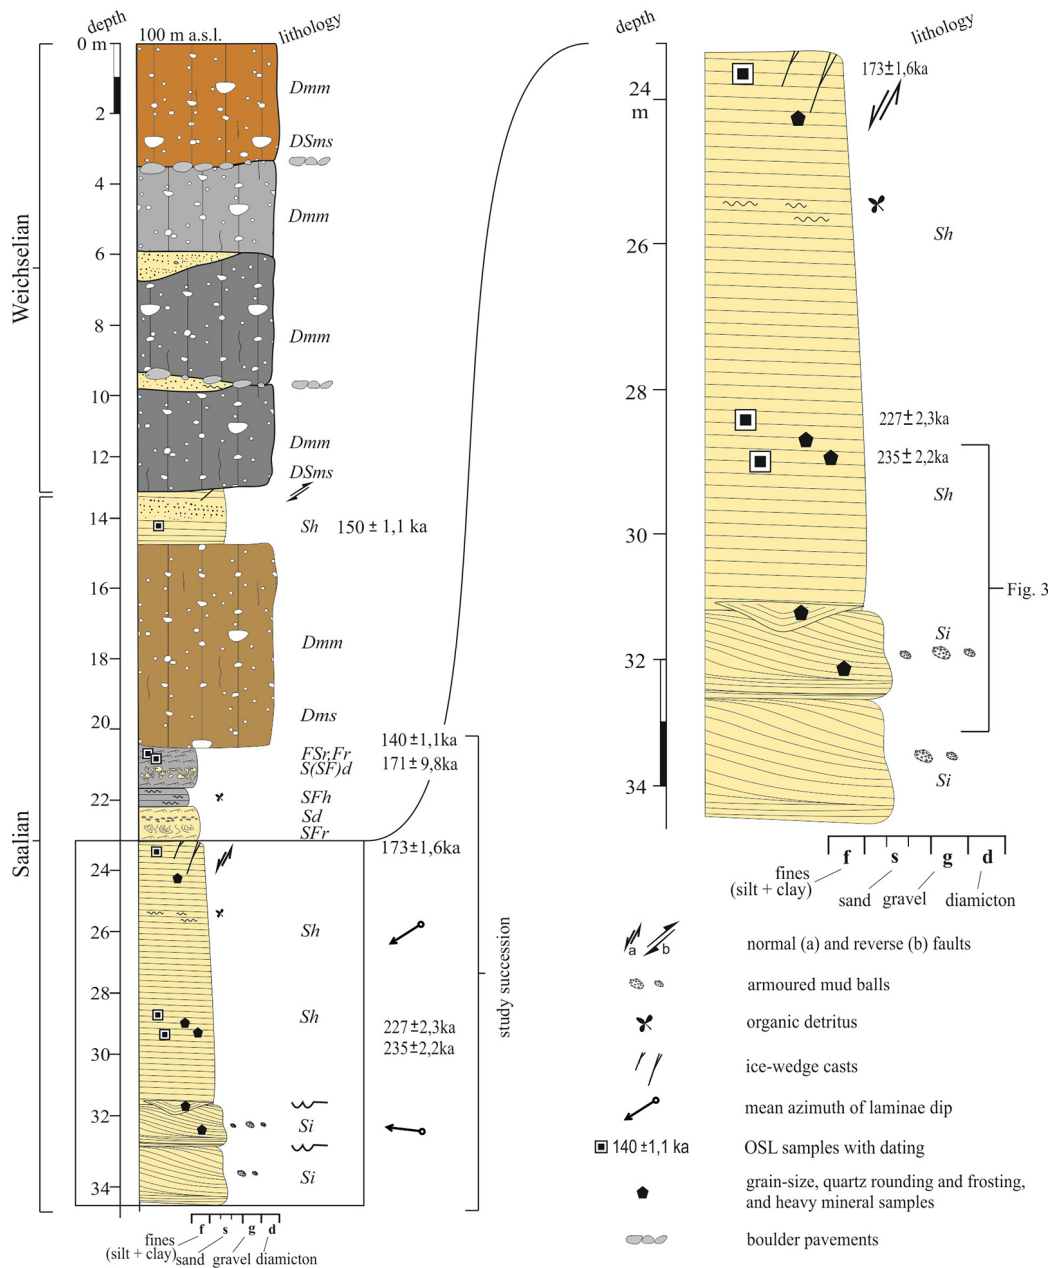 depth
100 m a.s.l.
lithology
0 m
Dmm
2
DSms
4
Dmm
6
8
Dmm
10
Dmm
12
DSms
14
Sh 150 ± 1,1 ka
16
Dmm
18
Dms
20
140 ±1,1ka
FSr,Fr
171± 9,8ka
S(SF)d
SFh
22
Sd
SFr
173±1,6ka
24
Sh
26
28
Sh
227±2,3ka
235±2,2ka
30
32
Si
Si
34
f s g d
fines
(silt + clay)
sand gravel diamicton
Weichselian
Saalian
study succession
depth
lithology
173±1,6ka
24
m
26
Sh
28
227± 2,3ka
235± 2,2ka
Sh
30
Fig. 3
Si
32
Si
34
f s g d
fines
(silt + clay)
sand gravel diamicton
a b normal (a) and reverse (b) faults
armoured mud balls
organic detritus
ice-wedge casts
mean azimuth of laminae dip
140 ±1,1 ka OSL samples with dating
grain-size, quartz rounding and frosting,
and heavy mineral samples
boulder pavements